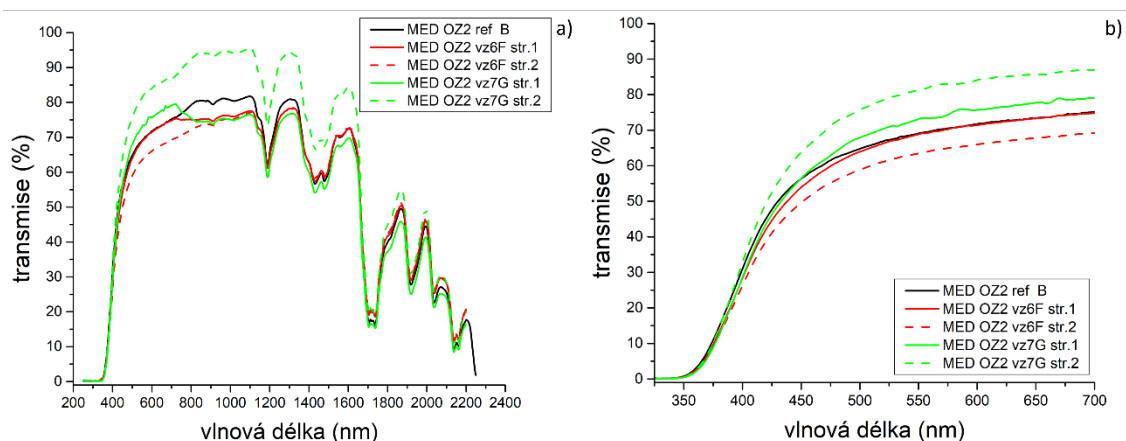 MED OZ2 ref B
MED OZ2 vz6F str.1
MED OZ2 vz6F str.2
MED OZ2 vz7G str.1
MED OZ2 vz7G str.2
a)
100
90
80
70
60
50
40
30
20
10
0
transmise (%)
200 400 600 800 1000 1200 1400 1600 1800 2000 2200 2400
vlnová délka (nm)
b)
100
90
80
70
60
50
40
30
20
10
0
transmise (%)
MED OZ2 ref B
MED OZ2 vz6F str.1
MED OZ2 vz6F str.2
MED OZ2 vz7G str.1
MED OZ2 vz7G str.2
350 400 450 500 550 600 650 700
vlnová délka (nm)